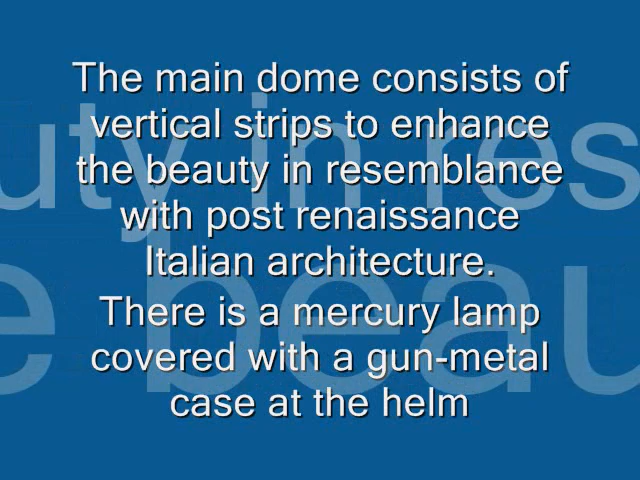 The main dome consists of
vertical strips to enhance
the beauty in resemblance
with post renaissance
Italian architecture.
There is a mercury lamp
covered with a gun-metal
case at the helm